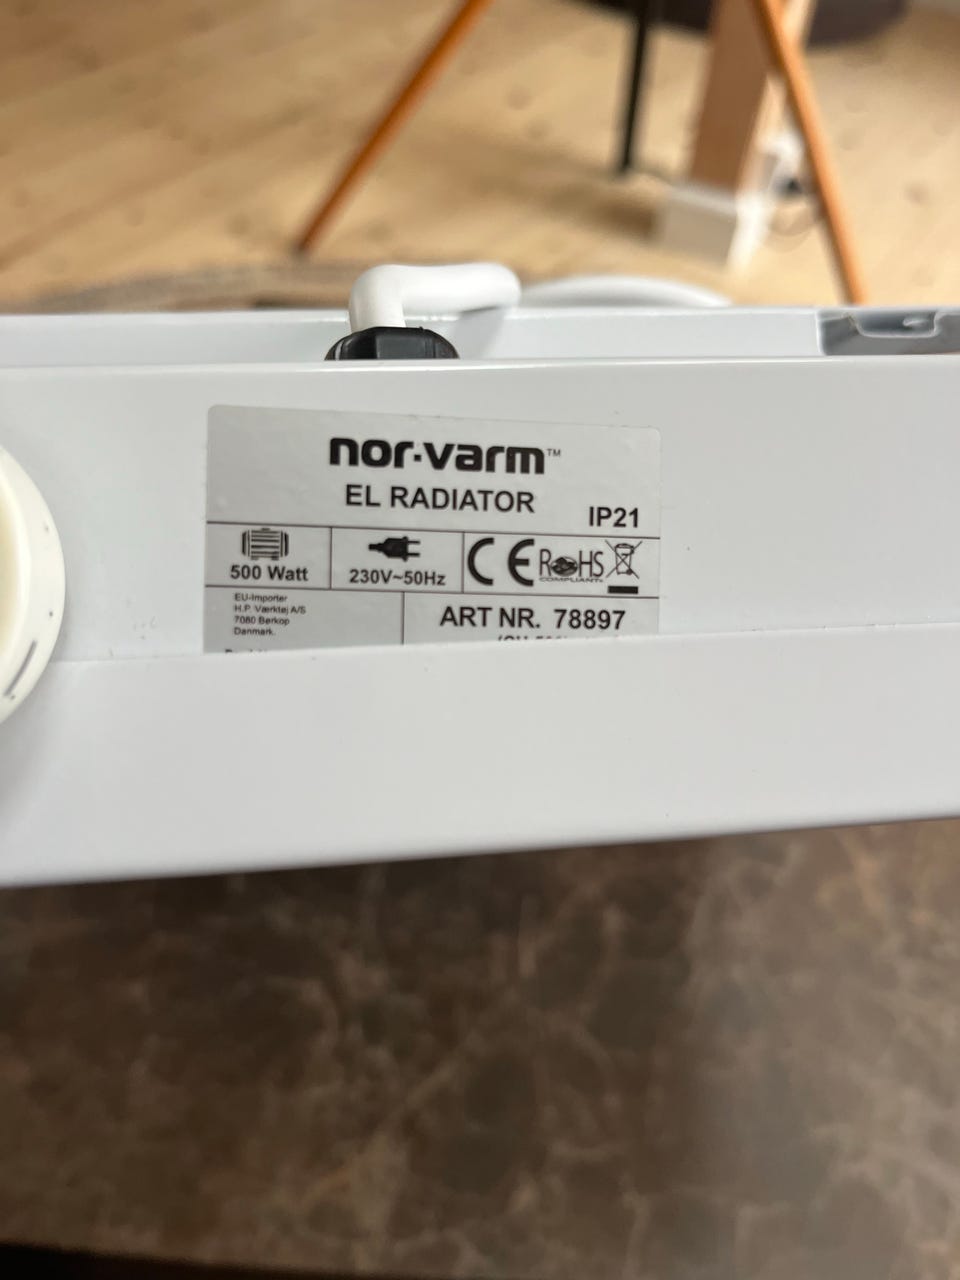 nor·varm™
EL RADIATOR
IP21
500 Watt
230V~50Hz
CE RoHS
COMPLIANT
EU-Importer
H.P. Værktøj A/S
7080 Børkop
Danmark.
ART NR. 78897